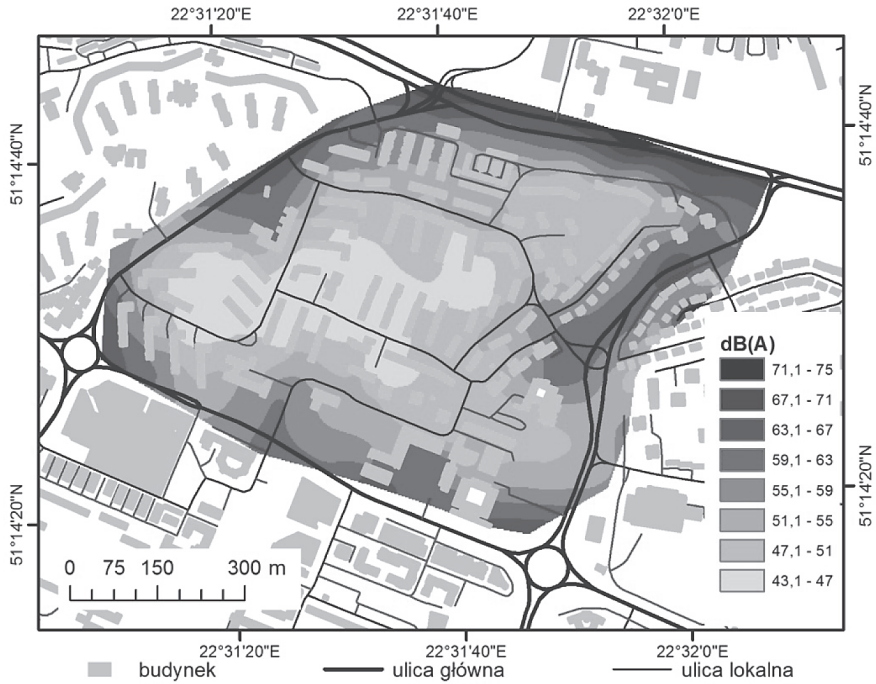 22°31'20"E 22°31'40"E 22°32'0"E
51°14'40"N
51°14'40"N
dB(A)
71,1 - 75
67,1 - 71
63,1 - 67
59,1 - 63
55,1 - 59
51,1 - 55
47,1 - 51
43,1 - 47
51°14'20"N
51°14'20"N
0 75 150 300 m
22°31'20"E 22°31'40"E 22°32'0"E
budynek ulica główna ulica lokalna